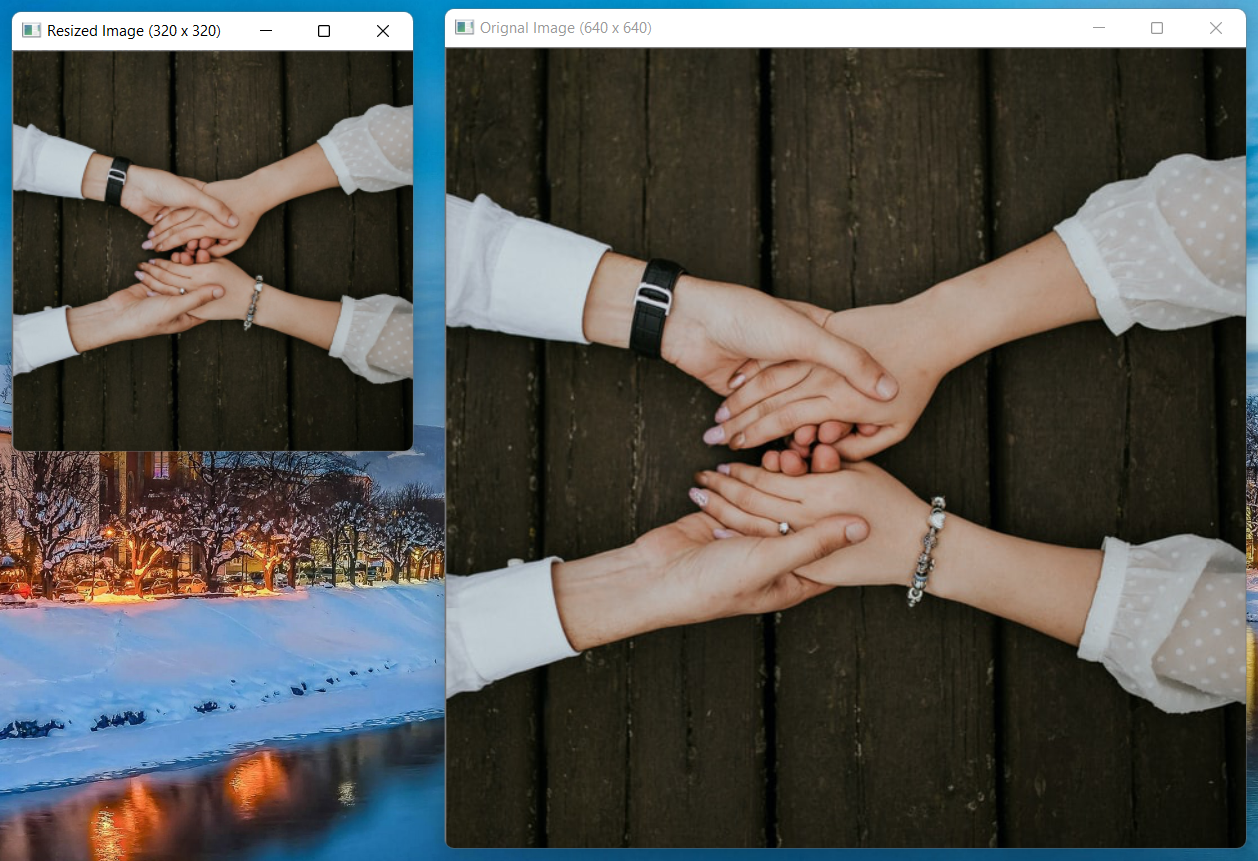 Resized Image (320 x 320)
Orignal Image (640 x 640)